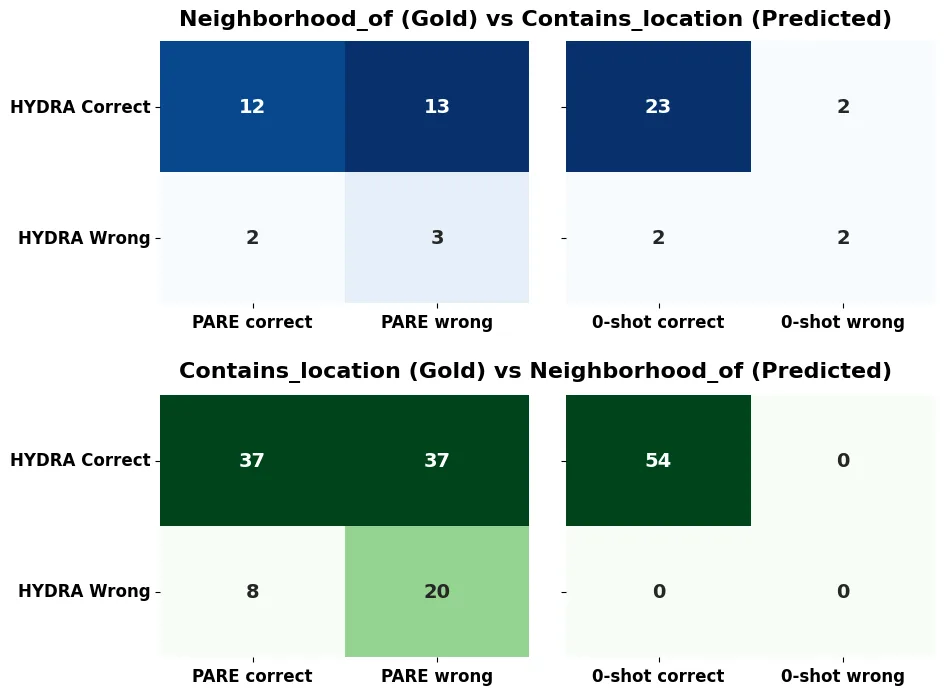 Neighborhood_of (Gold) vs Contains_location (Predicted)
HYDRA Correct 12 13 23 2
HYDRA Wrong 2 3 2 2
PARE correct PARE wrong 0-shot correct 0-shot wrong
Contains_location (Gold) vs Neighborhood_of (Predicted)
HYDRA Correct 37 37 54 0
HYDRA Wrong 8 20 0 0
PARE correct PARE wrong 0-shot correct 0-shot wrong